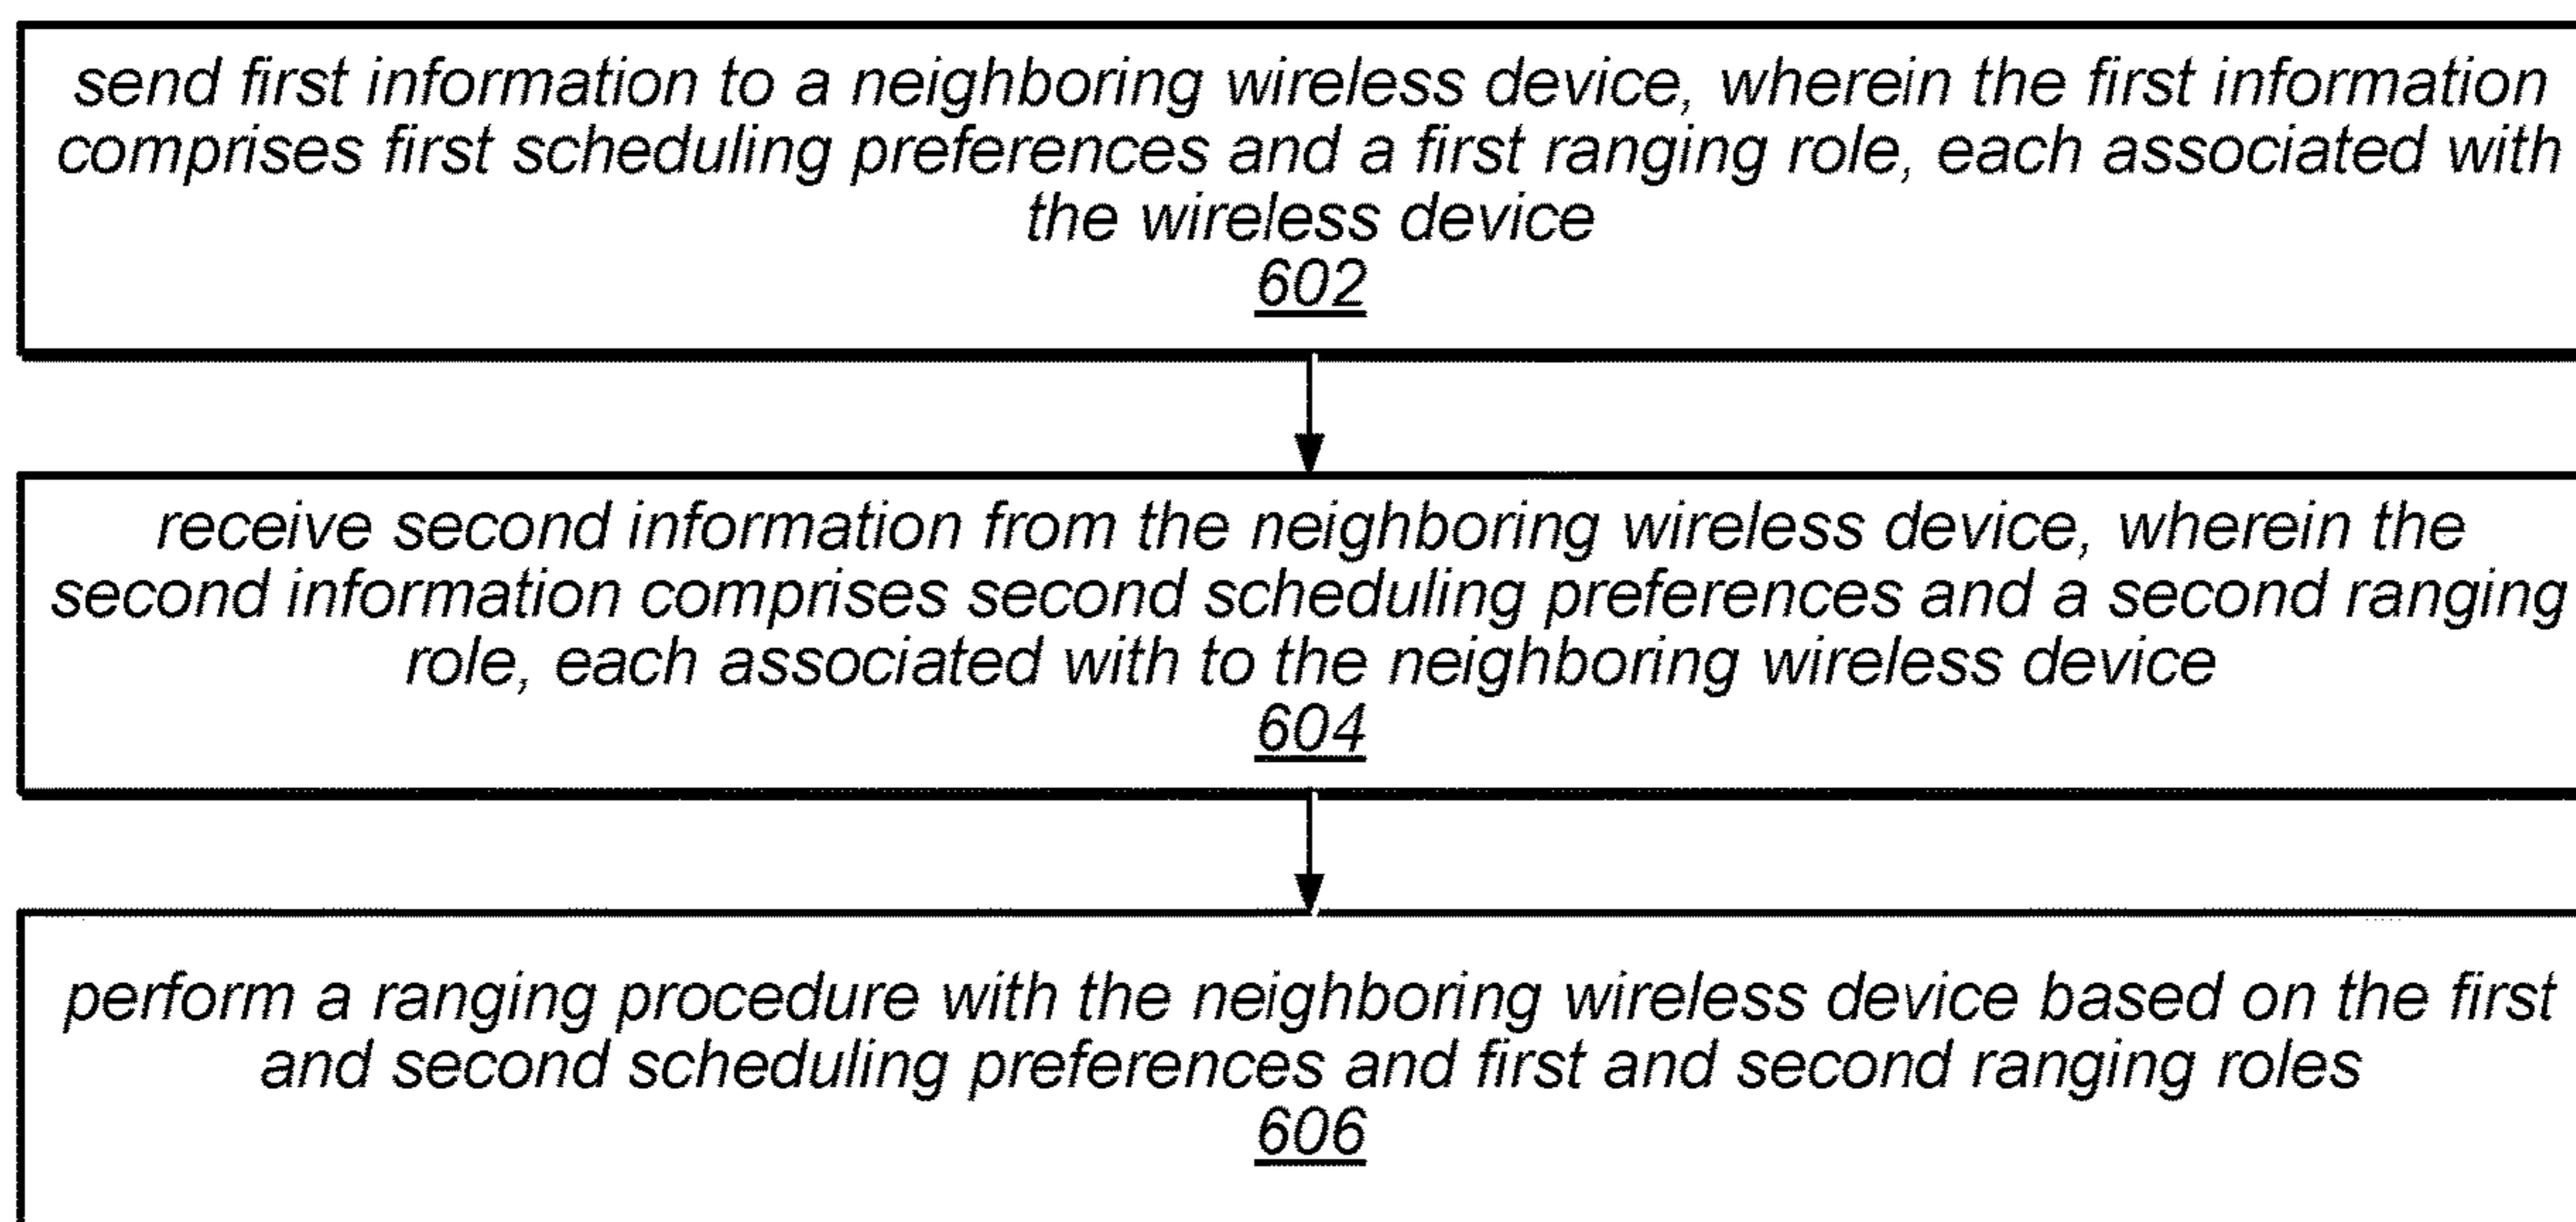 send first information to a neighboring wireless device, wherein the first information
comprises first scheduling preferences and a first ranging role, each associated with
the wireless device
602
receive second information from the neighboring wireless device, wherein the
second information comprises second scheduling preferences and a second ranging
role, each associated with to the neighboring wireless device
604
perform a ranging procedure with the neighboring wireless device based on the first
and second scheduling preferences and first and second ranging roles
606